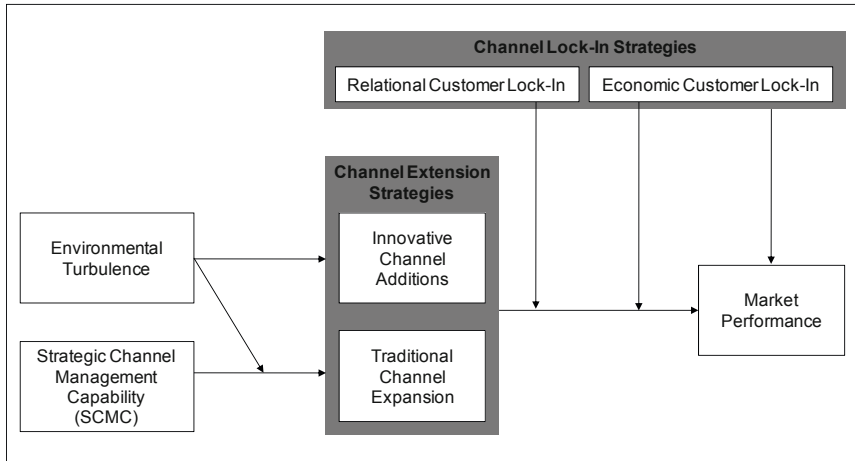 Channel Lock-In Strategies
Relational Customer Lock-In
Economic Customer Lock-In
Channel Extension
Strategies
Environmental
Turbulence
Innovative
Channel
Additions
Market
Performance
Strategic Channel
Management
Capability
(SCMC)
Traditional
Channel
Expansion